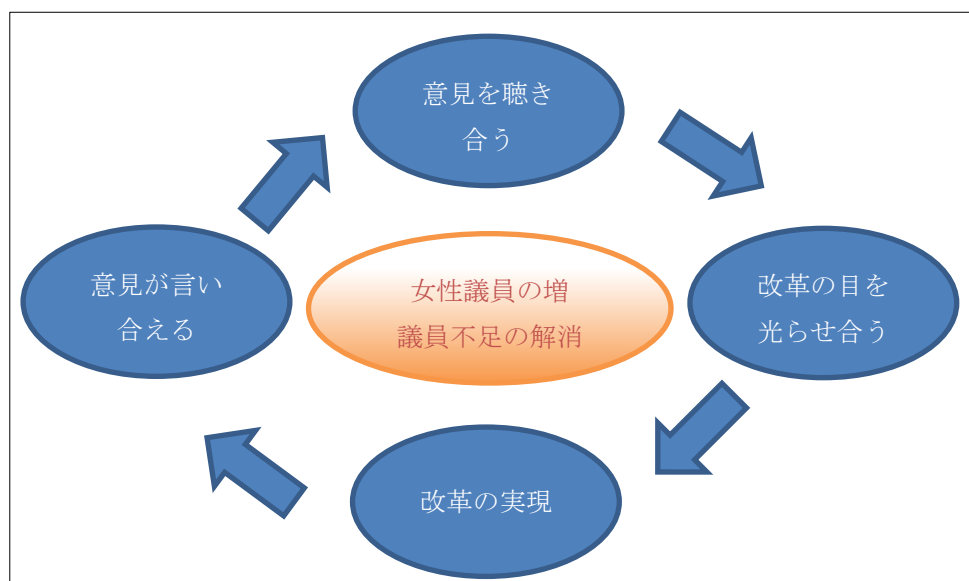 意見を聴き
合う
意見が言い
合える
女性議員の増
議員不足の解消
改革の目を
光らせ合う
改革の実現